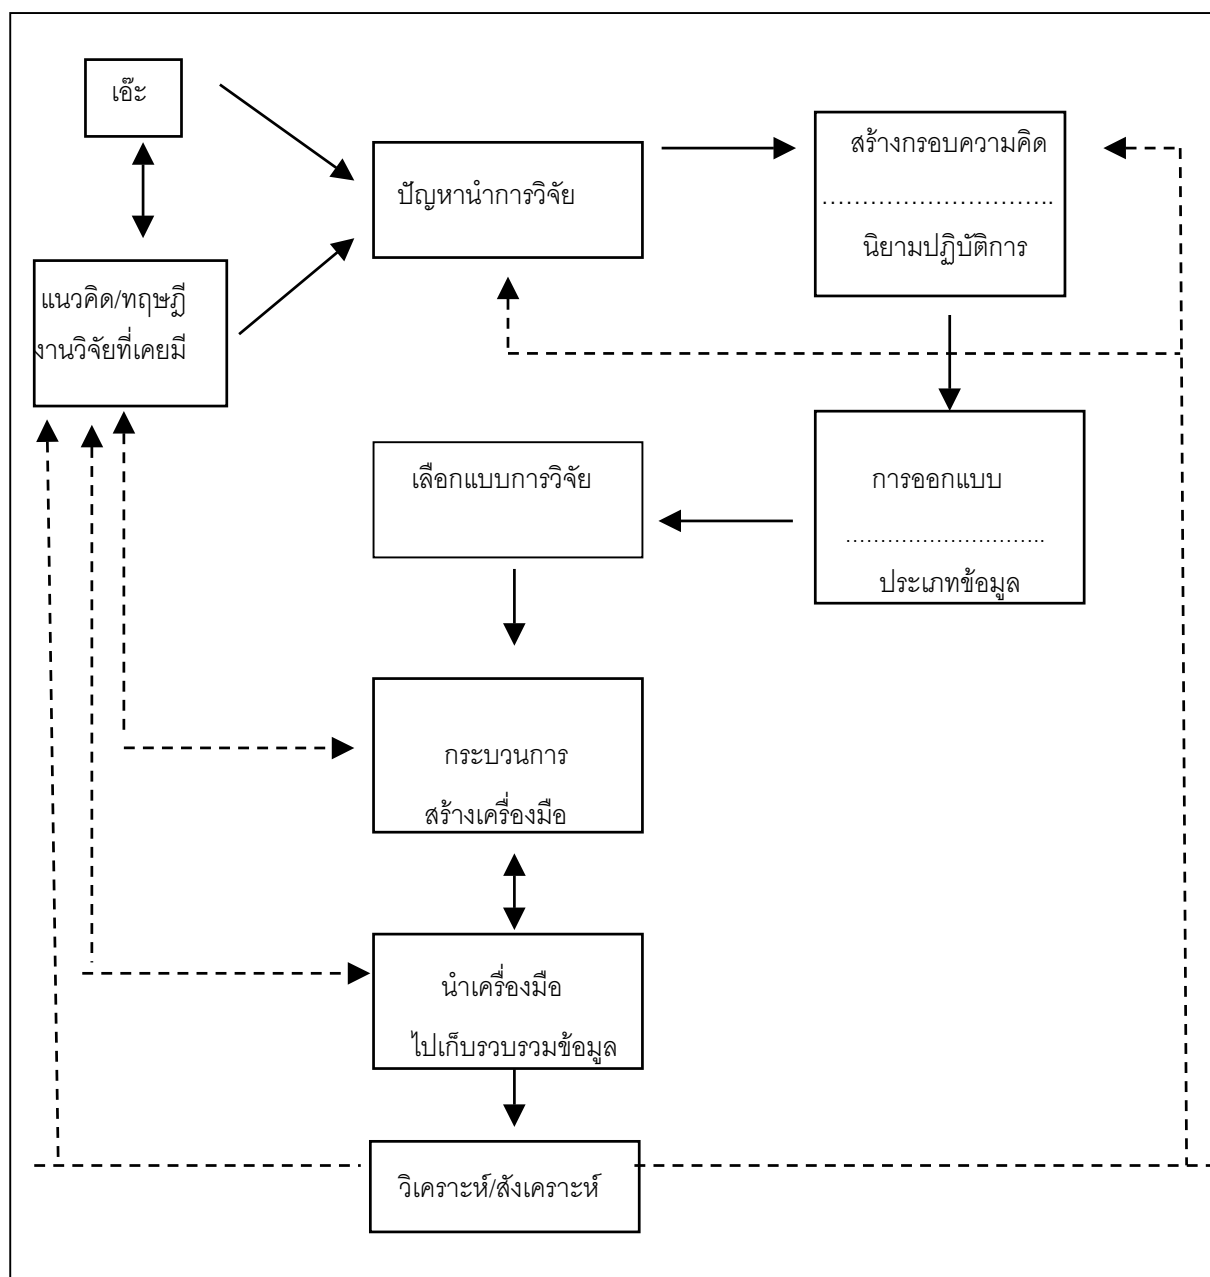 เอ๊ะ
แนวคิด/ทฤษฎี
งานวิจัยที่เคยมี
ปัญหานำการวิจัย
สร้างกรอบความคิด
.............................
นิยามปฏิบัติการ
การออกแบบ
.............................
ประเภทข้อมูล
เลือกแบบการวิจัย
กระบวนการ
สร้างเครื่องมือ
นำเครื่องมือ
ไปเก็บรวบรวมข้อมูล
วิเคราะห์/สังเคราะห์